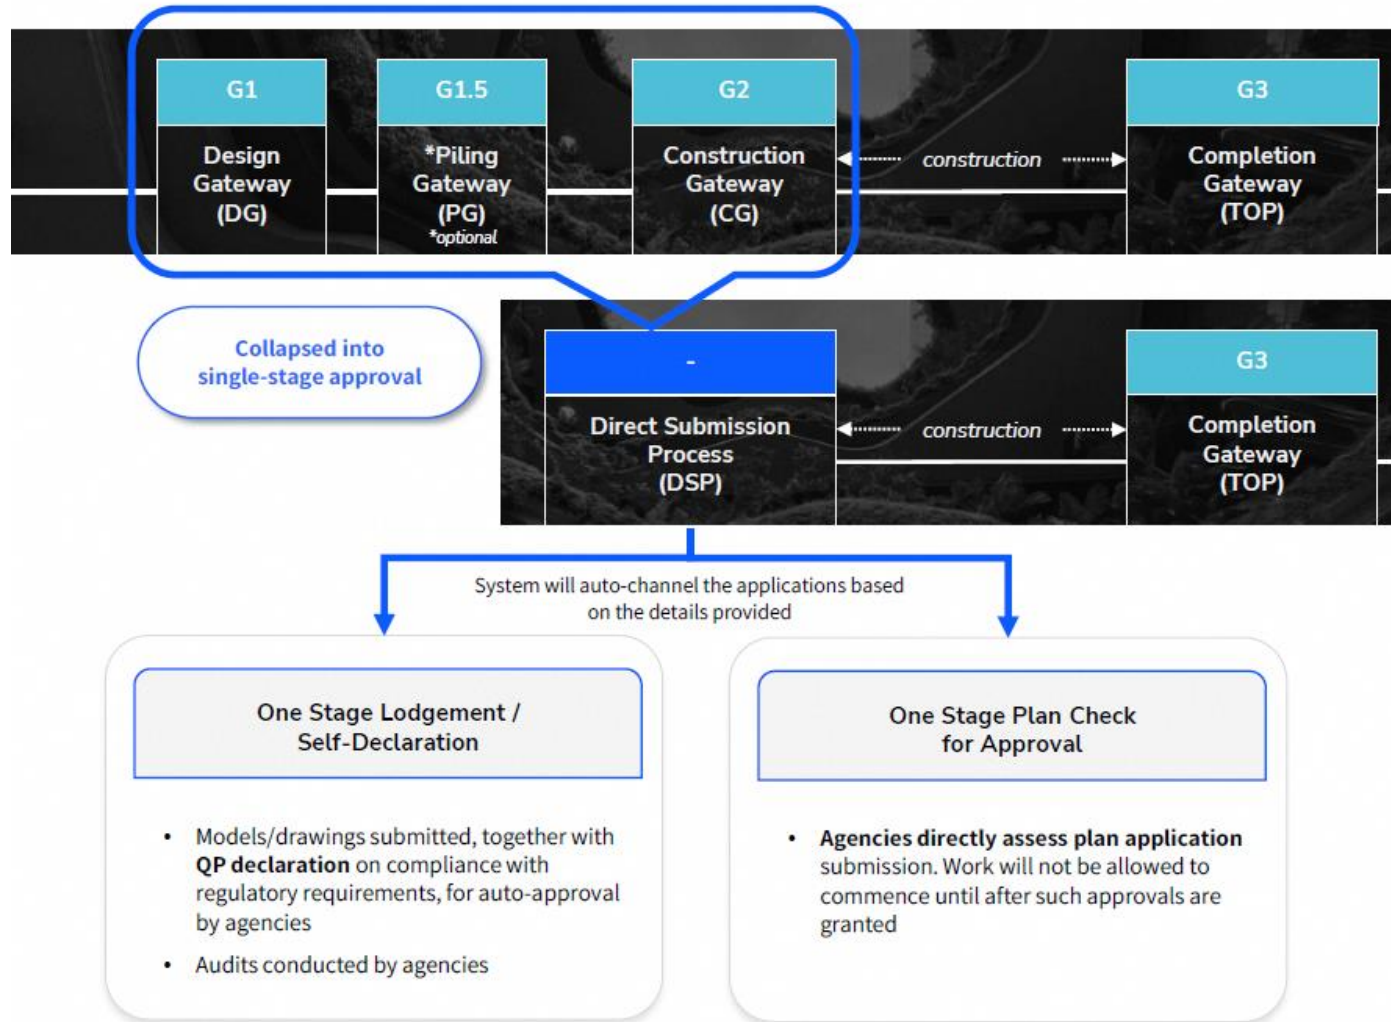 G1
Design
Gateway
(DG)
G1.5
*Piling
Gateway
(PG)
*optional
G2
Construction
Gateway
(CG)
construction
G3
Completion
Gateway
(TOP)
Collapsed into
single-stage approval
-
Direct Submission
Process
(DSP)
construction
G3
Completion
Gateway
(TOP)
System will auto-channel the applications based
on the details provided
One Stage Lodgement /
Self-Declaration
• Models/drawings submitted, together with
QP declaration on compliance with
regulatory requirements, for auto-approval
by agencies
• Audits conducted by agencies
One Stage Plan Check
for Approval
• Agencies directly assess plan application
submission. Work will not be allowed to
commence until after such approvals are
granted